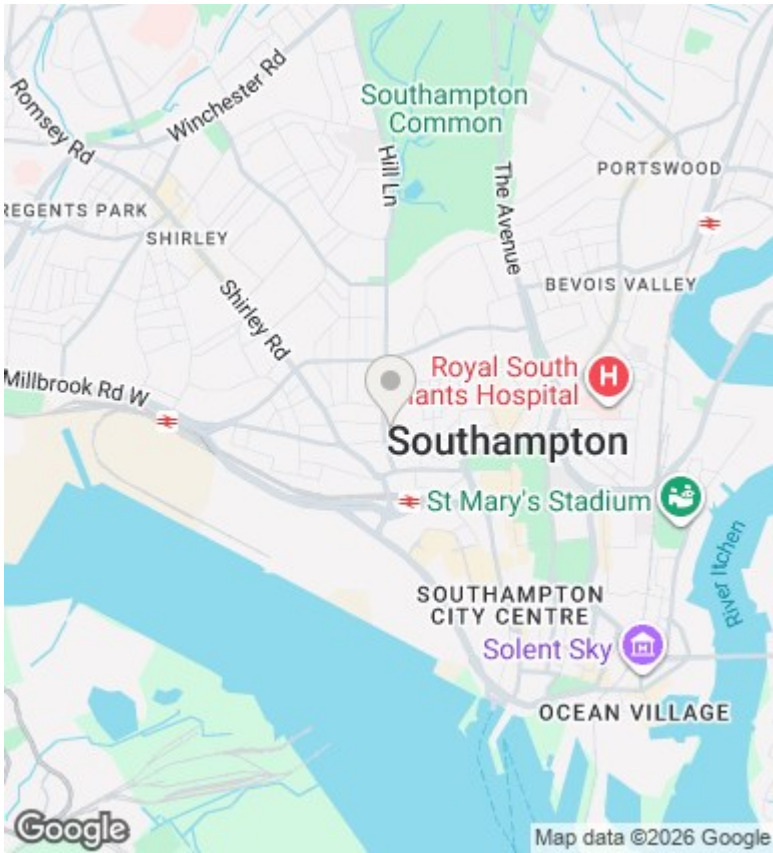 Southampton
Common
Winchester Rd
Romsey Rd
Hill Ln
The Avenue
PORTSWOOD
REGENTS PARK
SHIRLEY
BEVOIS VALLEY
Shirley Rd
Millbrook Rd W
Royal South
ants Hospital
H
Southampton
St Mary's Stadium
River Itchen
SOUTHAMPTON
CITY CENTRE
Solent Sky
OCEAN VILLAGE
Google
Map data ©2026 Google